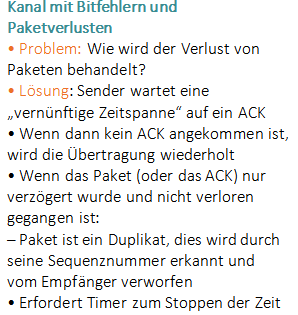 Kanal mit Bitfehlern und
Paketverlusten
• Problem: Wie wird der Verlust von
Paketen behandelt?
• Lösung: Sender wartet eine
„vernünftige Zeitspanne“ auf ein ACK
• Wenn dann kein ACK angekommen ist,
wird die Übertragung wiederholt
• Wenn das Paket (oder das ACK) nur
verzögert wurde und nicht verloren
gegangen ist:
– Paket ist ein Duplikat, dies wird durch
seine Sequenznummer erkannt und
vom Empfänger verworfen
• Erfordert Timer zum Stoppen der Zeit